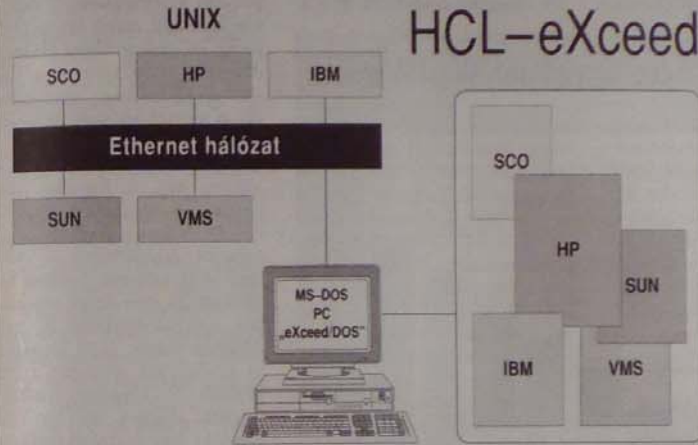 UNIX
HCL–eXceed
SCO
HP
IBM
Ethernet hálózat
SUN
VMS
MS–DOS
PC
„eXceed/DOS"
SCO
HP
SUN
IBM
VMS